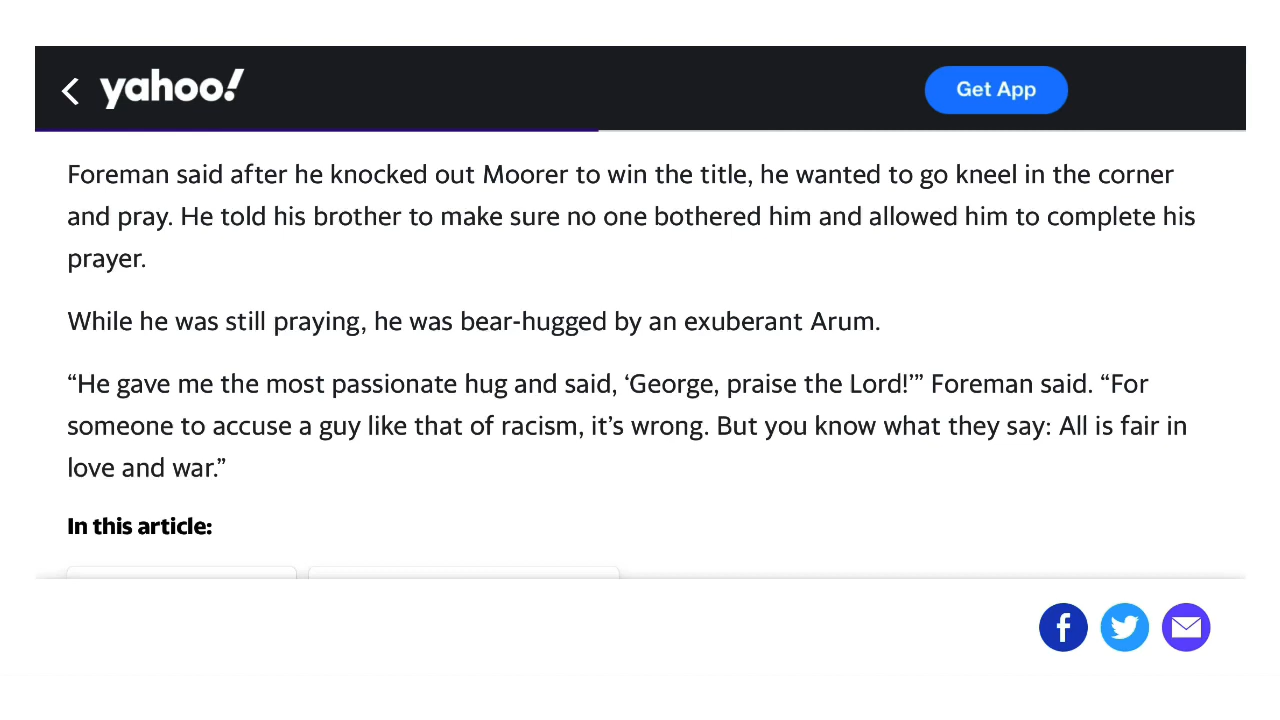 yahoo!
Get App
Foreman said after he knocked out Moorer to win the title, he wanted to go kneel in the corner
and pray. He told his brother to make sure no one bothered him and allowed him to complete his
prayer.
While he was still praying, he was bear-hugged by an exuberant Arum.
“He gave me the most passionate hug and said, ‘George, praise the Lord!’” Foreman said. “For
someone to accuse a guy like that of racism, it’s wrong. But you know what they say: All is fair in
love and war.”
In this article: